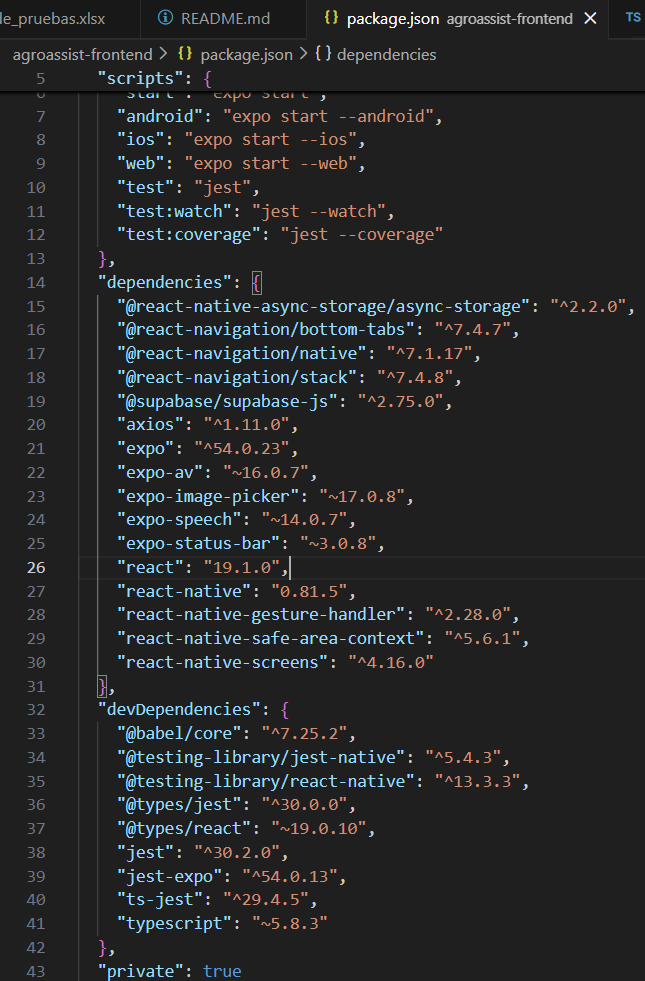 de_pruebas.xlsx README.md package.json agroassist-frontend TS
agroassist-frontend > {} package.json > {} dependencies
5 "scripts": {
6 "start": "expo start",
7 "android": "expo start --android",
8 "ios": "expo start --ios",
9 "web": "expo start --web",
10 "test": "jest",
11 "test:watch": "jest --watch",
12 "test:coverage": "jest --coverage"
13 },
14 "dependencies": {
15 "@react-native-async-storage/async-storage": "^2.2.0",
16 "@react-navigation/bottom-tabs": "^7.4.7",
17 "@react-navigation/native": "^7.1.17",
18 "@react-navigation/stack": "^7.4.8",
19 "@supabase/supabase-js": "^2.75.0",
20 "axios": "^1.11.0",
21 "expo": "^54.0.23",
22 "expo-av": "~16.0.7",
23 "expo-image-picker": "~17.0.8",
24 "expo-speech": "~14.0.7",
25 "expo-status-bar": "~3.0.8",
26 "react": "19.1.0",
27 "react-native": "0.81.5",
28 "react-native-gesture-handler": "^2.28.0",
29 "react-native-safe-area-context": "^5.6.1",
30 "react-native-screens": "^4.16.0"
31 },
32 "devDependencies": {
33 "@babel/core": "^7.25.2",
34 "@testing-library/jest-native": "^5.4.3",
35 "@testing-library/react-native": "^13.3.3",
36 "@types/jest": "^30.0.0",
37 "@types/react": "~19.0.10",
38 "jest": "^30.2.0",
39 "jest-expo": "^54.0.13",
40 "ts-jest": "^29.4.5",
41 "typescript": "~5.8.3"
42 },
43 "private": true